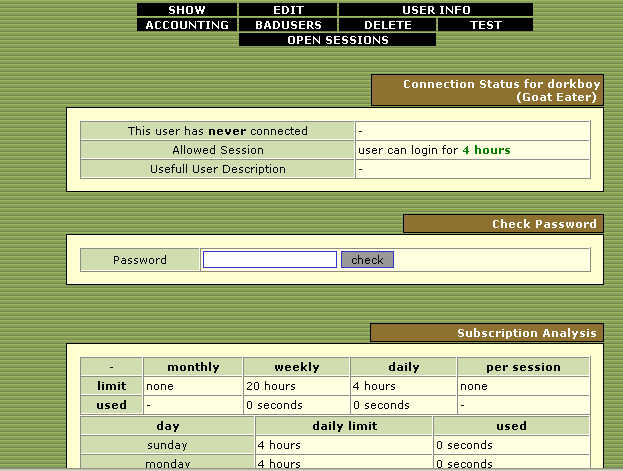 SHOW EDIT USER INFO
ACCOUNTING BADUSERS DELETE TEST
OPEN SESSIONS
Connection Status for dorkboy
(Goat Eater)
This user has never connected -
Allowed Session user can login for 4 hours
Usefull User Description -
Check Password
Password check
Subscription Analysis
- monthly weekly daily per session
limit none 20 hours 4 hours none
used - 0 seconds 0 seconds -
day daily limit used
sunday 4 hours 0 seconds
monday 4 hours 0 seconds